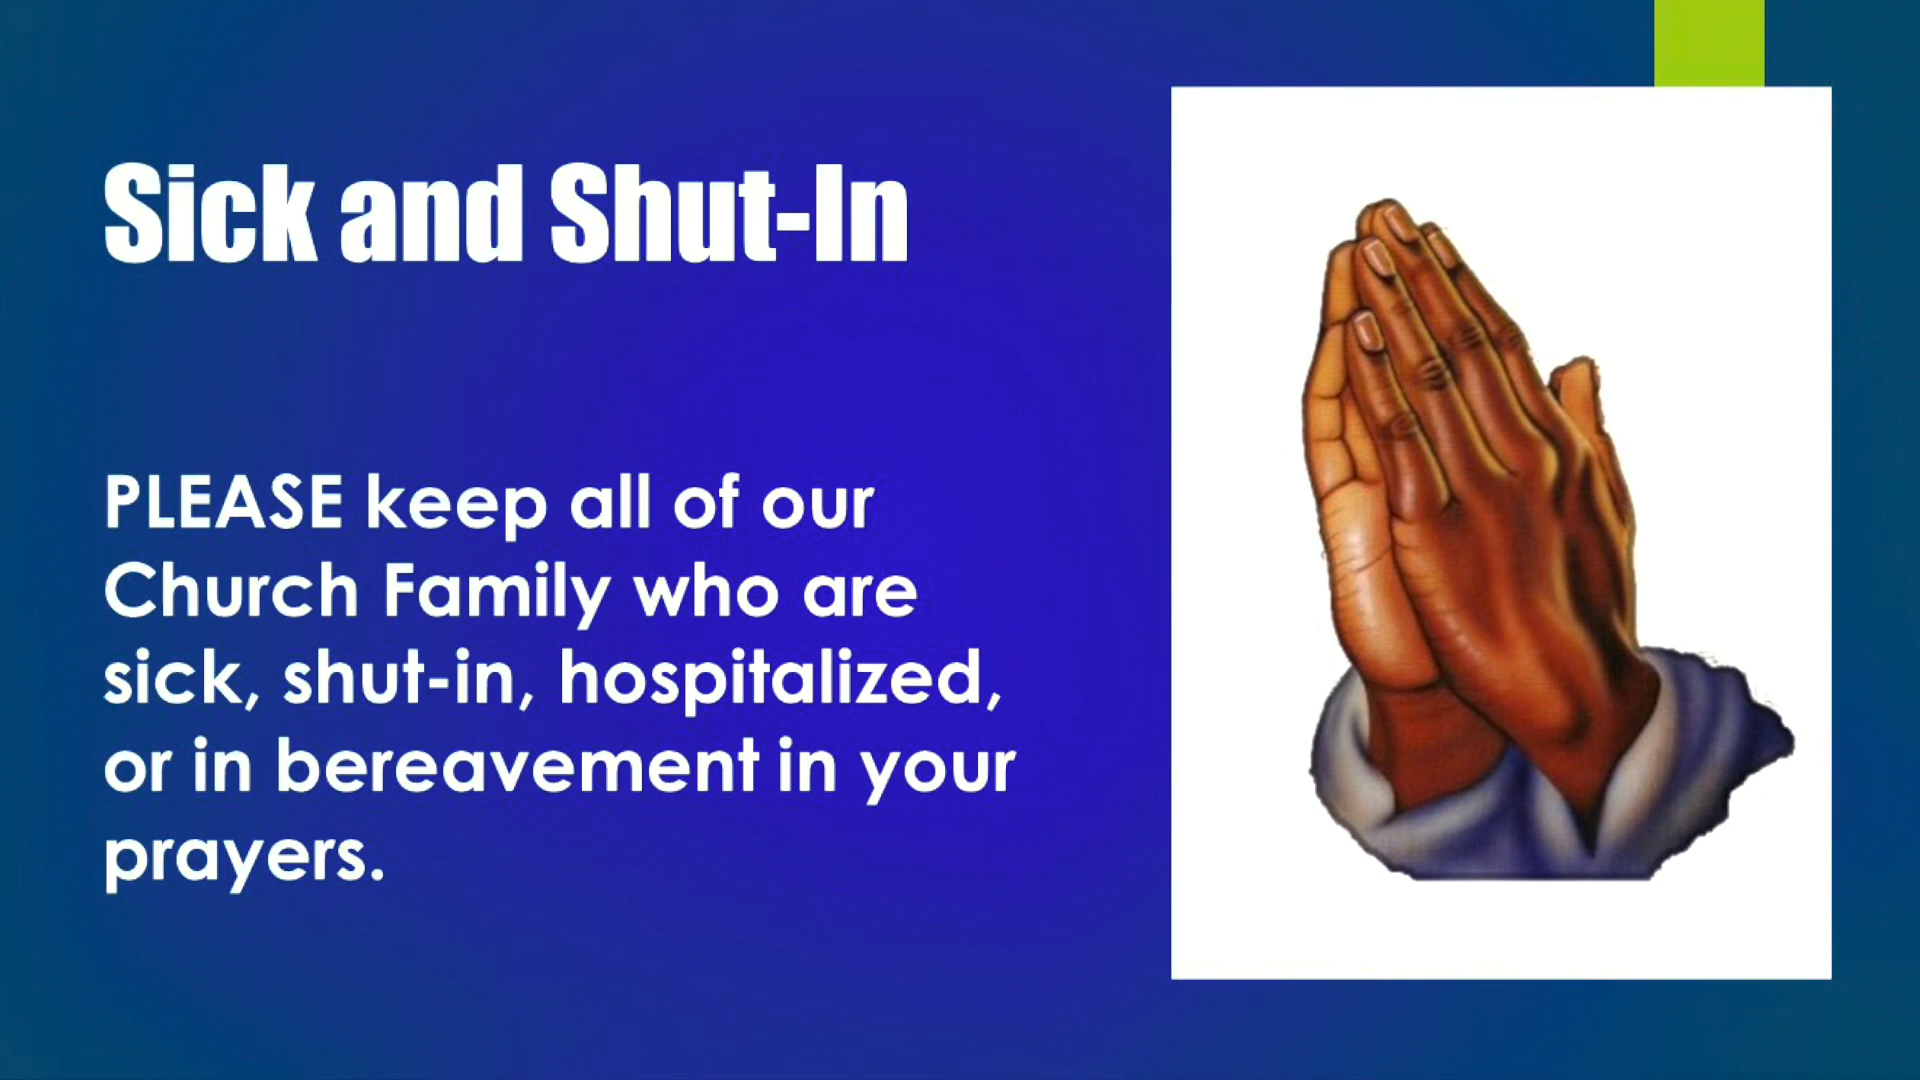 Sick and Shut-In
PLEASE keep all of our
Church Family who are
sick, shut-in, hospitalized,
or in bereavement in your
prayers.